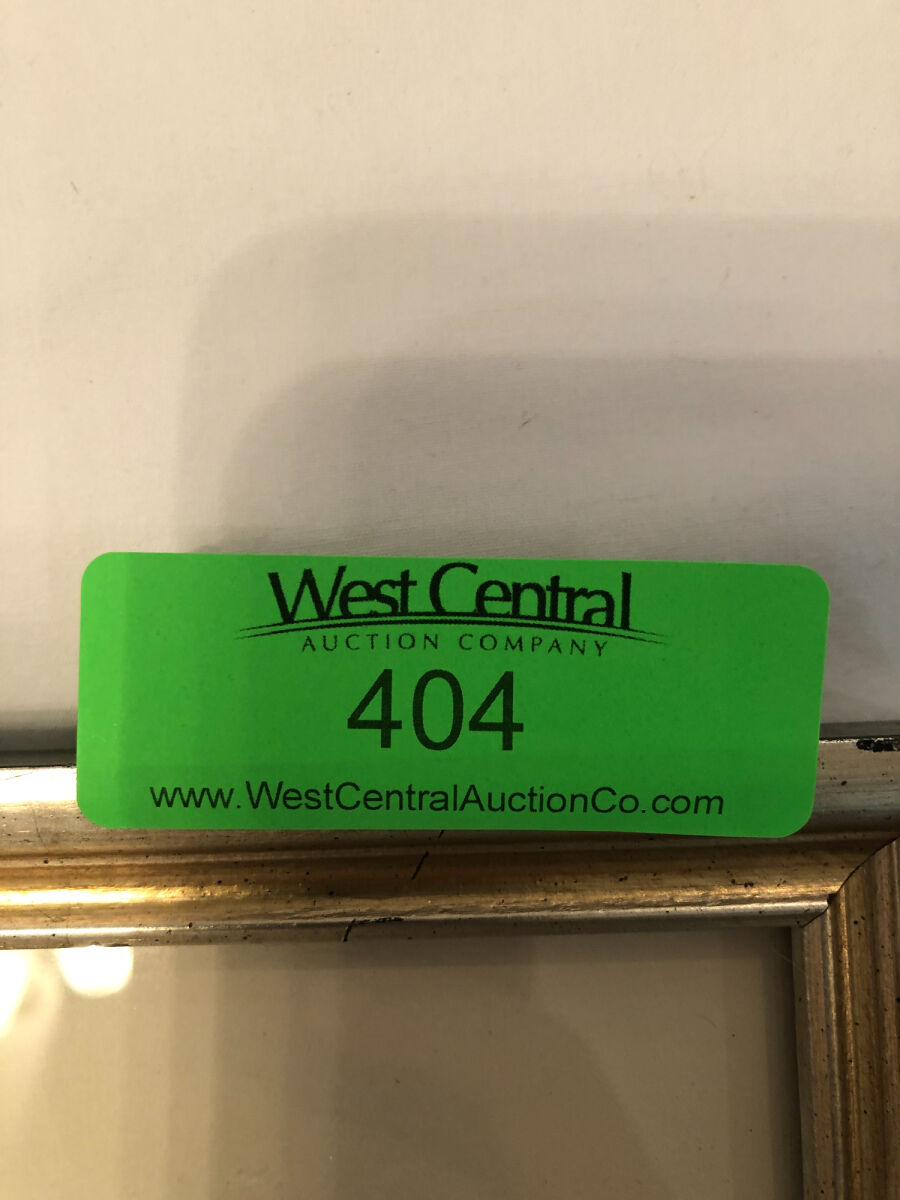 West Central
AUCTION COMPANY
404
www.WestCentralAuctionCo.com